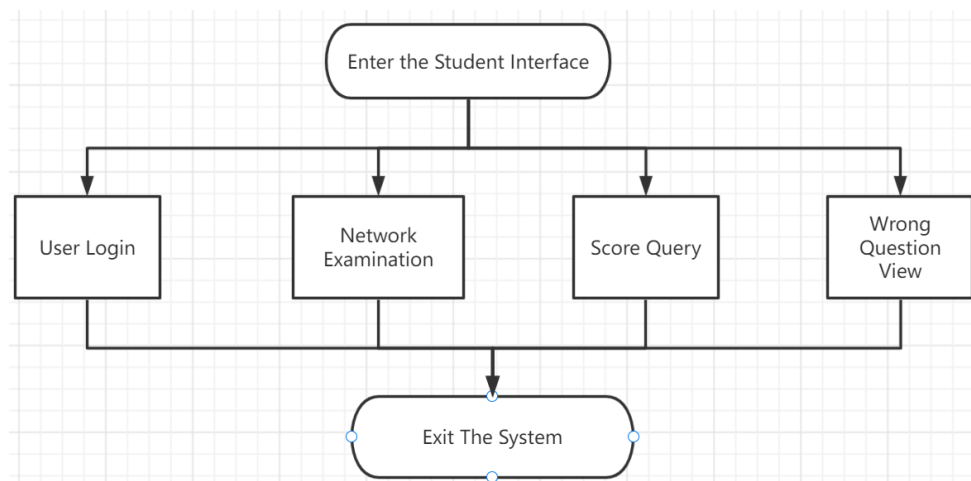 Enter the Student Interface
User Login
Network
Examination
Score Query
Wrong
Question
View
Exit The System